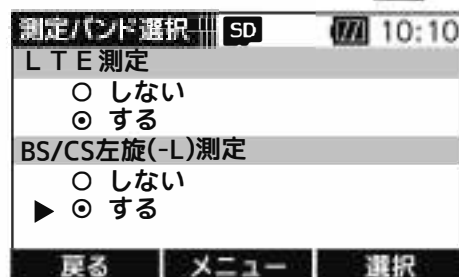 測定バンド選択 SD 10:10
LTE測定
○ しない
⊙ する
BS/CS左旋(-L)測定
○ しない
▶ ⊙ する
戻る メニュー 選択